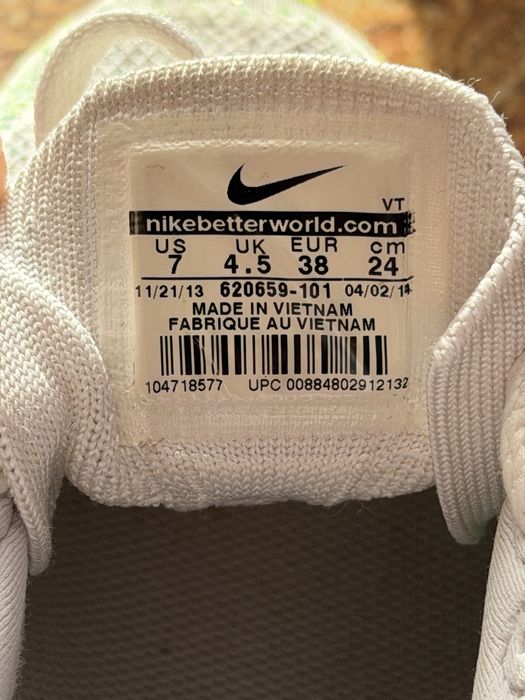 VT
nikebetterworld.com
US UK EUR cm
7 4.5 38 24
11/21/13 620659-101 04/02/14
MADE IN VIETNAM
FABRIQUE AU VIETNAM
104718577 UPC 00884802912132